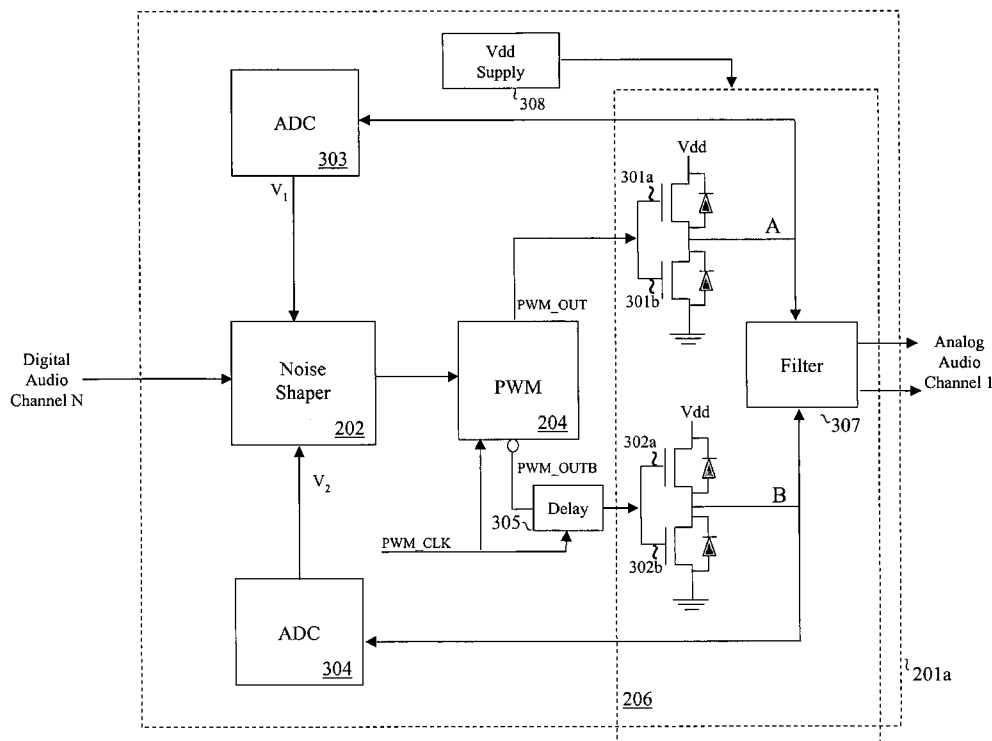 Vdd
Supply
308
ADC
303
V1
Vdd
301a
A
301b
PWM_OUT
Digital
Audio
Channel N
Noise
Shaper
202
PWM
204
Filter
307
Analog
Audio
Channel 1
V2
PWM_OUTB
305
Delay
PWM_CLK
Vdd
302a
B
302b
ADC
304
206
201a